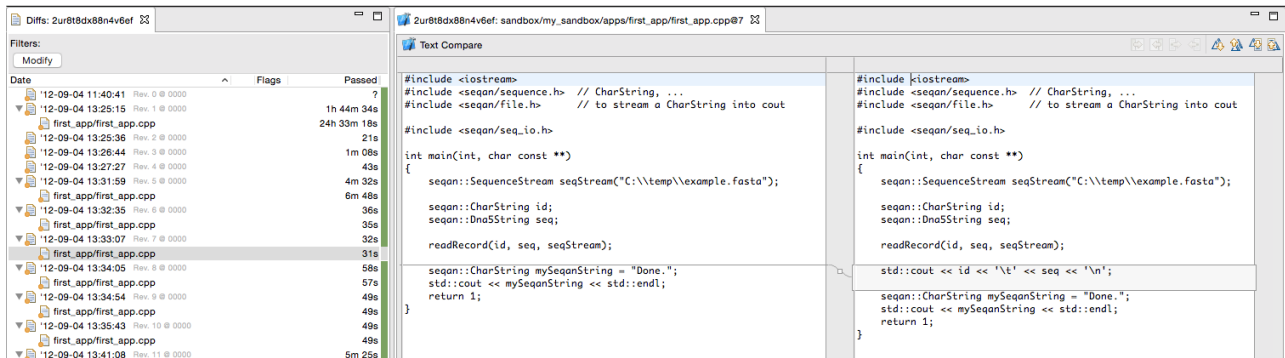 Diffs: 2ur8t8dx88n4v6ef
Filters:
Modify
Date Flags Passed
'12-09-04 11:40:41 Rev. 0 @ 0000 ?
'12-09-04 13:25:15 Rev. 1 @ 0000 1h 44m 34s
first_app/first_app.cpp 24h 33m 18s
'12-09-04 13:25:36 Rev. 2 @ 0000 21s
'12-09-04 13:26:44 Rev. 3 @ 0000 1m 08s
'12-09-04 13:27:27 Rev. 4 @ 0000 43s
'12-09-04 13:31:59 Rev. 5 @ 0000 4m 32s
first_app/first_app.cpp 6m 48s
'12-09-04 13:32:35 Rev. 6 @ 0000 36s
first_app/first_app.cpp 35s
'12-09-04 13:33:07 Rev. 7 @ 0000 32s
first_app/first_app.cpp 31s
'12-09-04 13:34:05 Rev. 8 @ 0000 58s
first_app/first_app.cpp 57s
'12-09-04 13:34:54 Rev. 9 @ 0000 49s
first_app/first_app.cpp 49s
'12-09-04 13:35:43 Rev. 10 @ 0000 49s
first_app/first_app.cpp 49s
'12-09-04 13:41:08 Rev. 11 @ 0000 5m 25s
2ur8t8dx88n4v6ef: sandbox/my_sandbox/apps/first_app/first_app.cpp@7
Text Compare
#include <iostream>
#include <seqan/sequence.h> // CharString, ...
#include <seqan/file.h> // to stream a CharString into cout
#include <seqan/seq_io.h>
int main(int, char const **)
{
seqan::SequenceStream seqStream("C:\\temp\\example.fasta");
seqan::CharString id;
seqan::Dna5String seq;
readRecord(id, seq, seqStream);
seqan::CharString mySeqanString = "Done.";
std::cout << mySeqanString << std::endl;
return 1;
}
#include <iostream>
#include <seqan/sequence.h> // CharString, ...
#include <seqan/file.h> // to stream a CharString into cout
#include <seqan/seq_io.h>
int main(int, char const **)
{
seqan::SequenceStream seqStream("C:\\temp\\example.fasta");
seqan::CharString id;
seqan::Dna5String seq;
readRecord(id, seq, seqStream);
std::cout << id << '\t' << seq << '\n';
seqan::CharString mySeqanString = "Done.";
std::cout << mySeqanString << std::endl;
return 1;
}